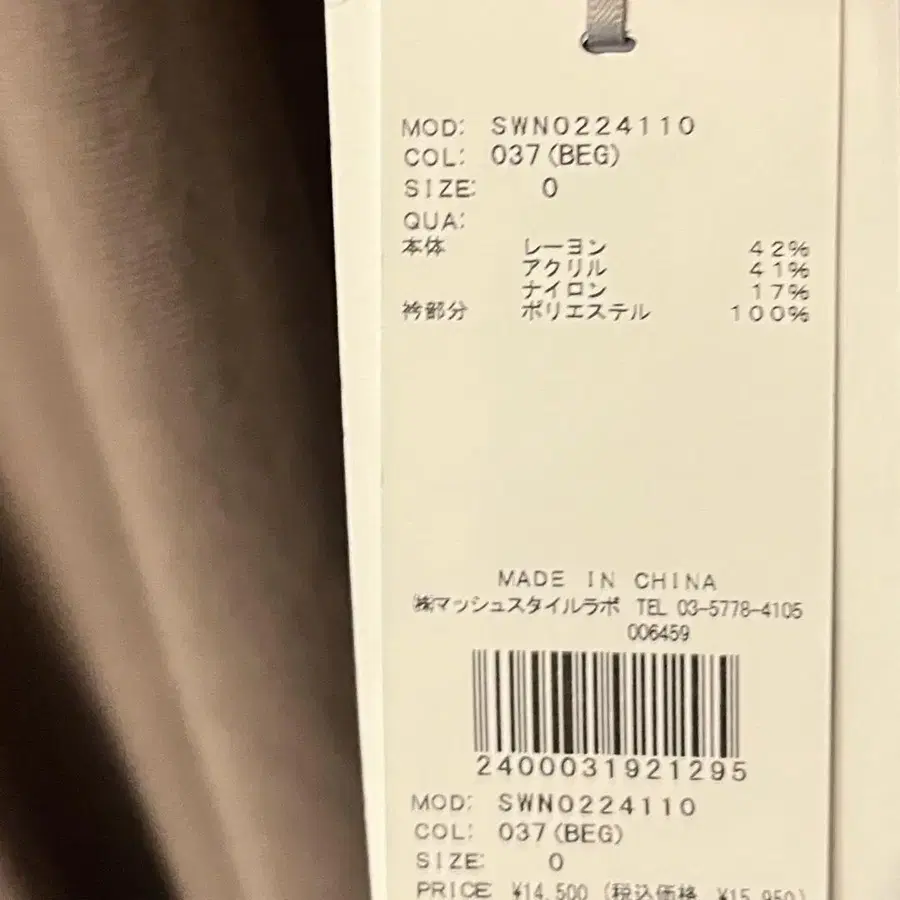 MOD: SWN0224110
COL: 037(BEG)
SIZE: 0
QUA:
本体 レーヨン 42%
アクリル 41%
ナイロン 17%
衿部分 ポリエステル 100%
MADE IN CHINA
㈱マッシュスタイルラボ TEL 03-5778-4105
006459
2400031921295
MOD: SWN0224110
COL: 037(BEG)
SIZE: 0
PRICE ¥14,500 (税込価格 ¥15,950)